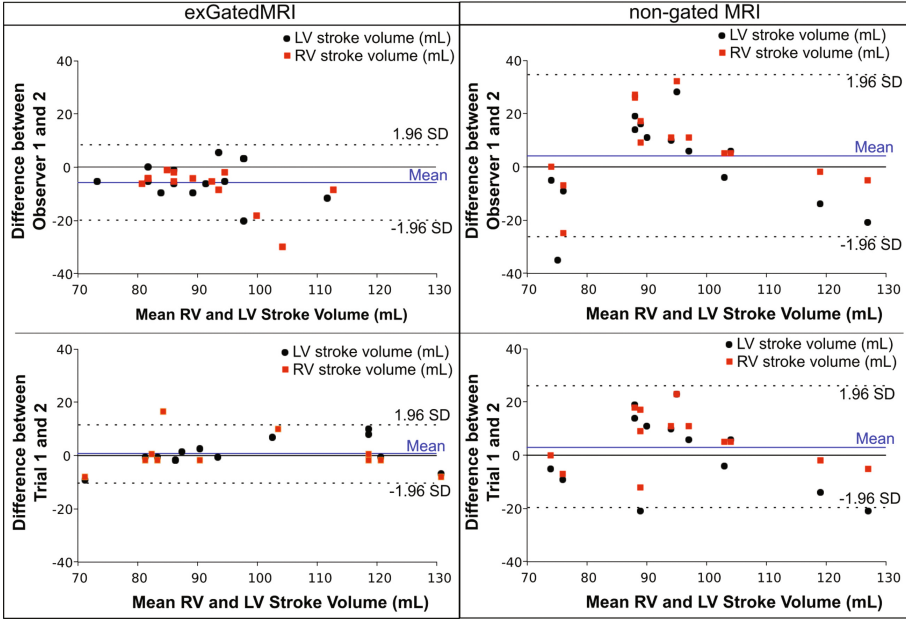 exGatedMRI
non-gated MRI
LV stroke volume (mL)
RV stroke volume (mL)
Difference between
Observer 1 and 2
40
20
0
-20
-40
1.96 SD
Mean
-1.96 SD
70 80 90 100 110 120 130
Mean RV and LV Stroke Volume (mL)
LV stroke volume (mL)
RV stroke volume (mL)
Difference between
Observer 1 and 2
40
20
0
-20
-40
1.96 SD
Mean
-1.96 SD
70 80 90 100 110 120 130
Mean RV and LV Stroke Volume (mL)
LV stroke volume (mL)
RV stroke volume (mL)
Difference between
Trial 1 and 2
40
20
0
-20
-40
1.96 SD
Mean
-1.96 SD
70 80 90 100 110 120 130
Mean RV and LV Stroke Volume (mL)
LV stroke volume (mL)
RV stroke volume (mL)
Difference between
Trial 1 and 2
40
20
0
-20
-40
1.96 SD
Mean
-1.96 SD
70 80 90 100 110 120 130
Mean RV and LV Stroke Volume (mL)